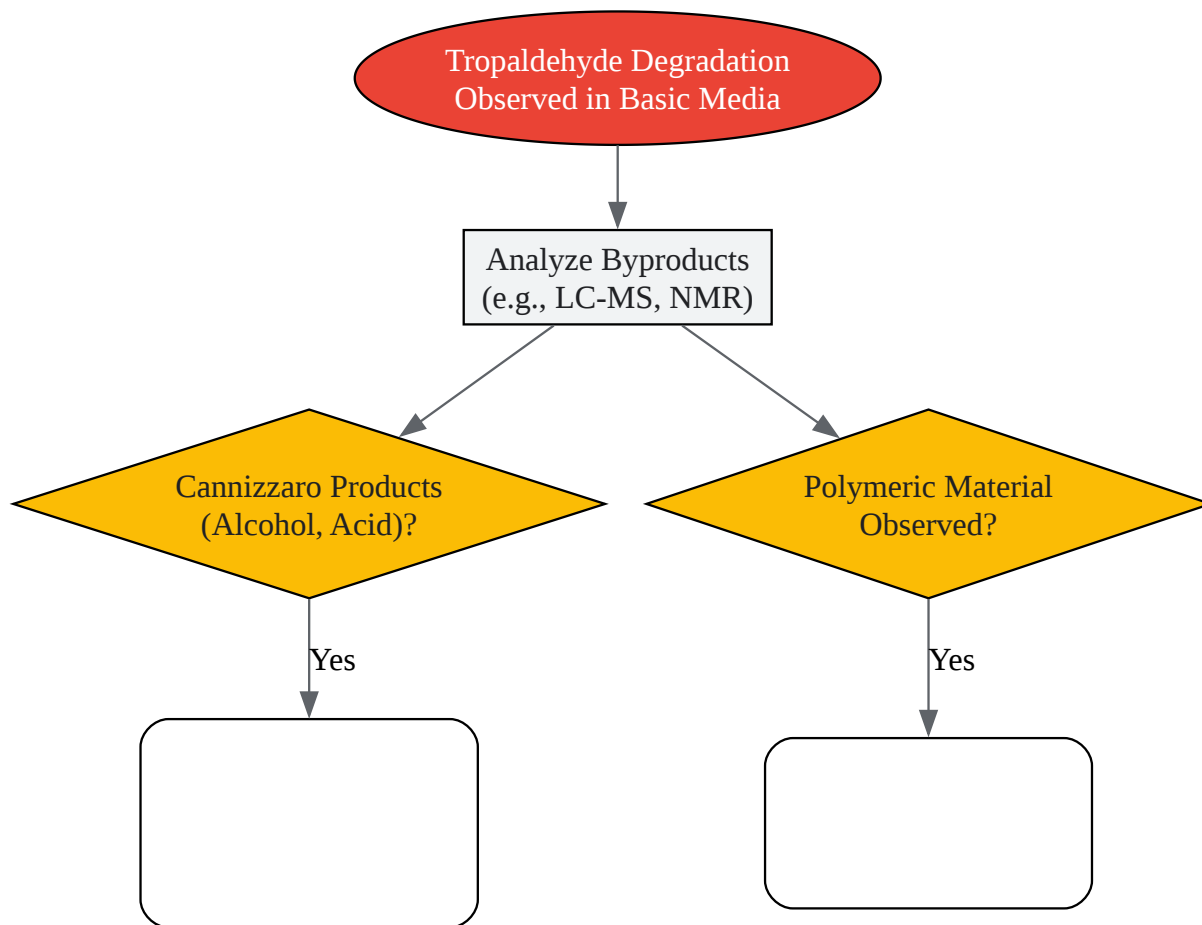 Tropaldehyde Degradation
Observed in Basic Media
Analyze Byproducts
(e.g., LC-MS, NMR)
Cannizzaro Products
(Alcohol, Acid)?
Polymeric Material
Observed?
Yes
Yes